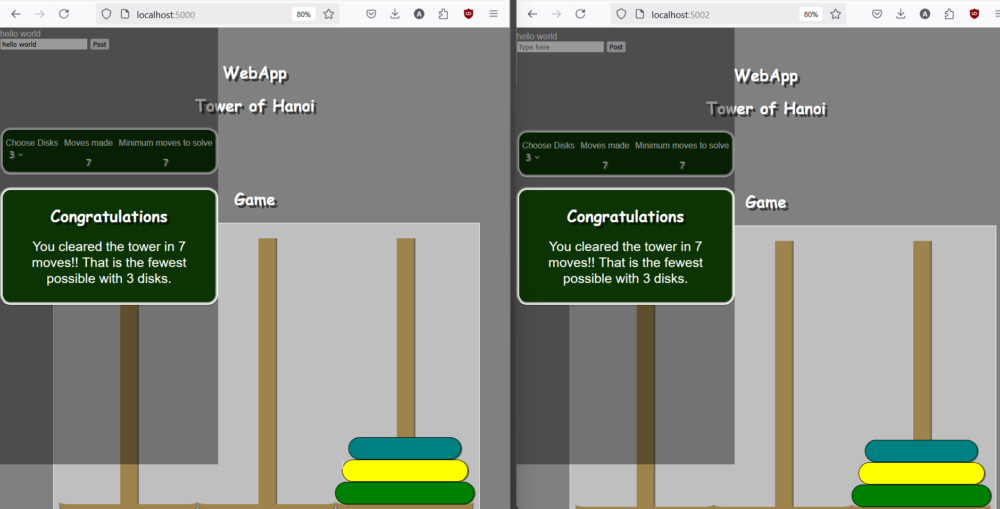 localhost:5000
80%
A
hello world
hello world
Post
WebApp
Tower of Hanoi
Choose Disks
Moves made
Minimum moves to solve
3
7
7
Game
Congratulations
You cleared the tower in 7
moves!! That is the fewest
possible with 3 disks.
localhost:5002
80%
A
hello world
Type here
Post
WebApp
Tower of Hanoi
Choose Disks
Moves made
Minimum moves to solve
3
7
7
Game
Congratulations
You cleared the tower in 7
moves!! That is the fewest
possible with 3 disks.